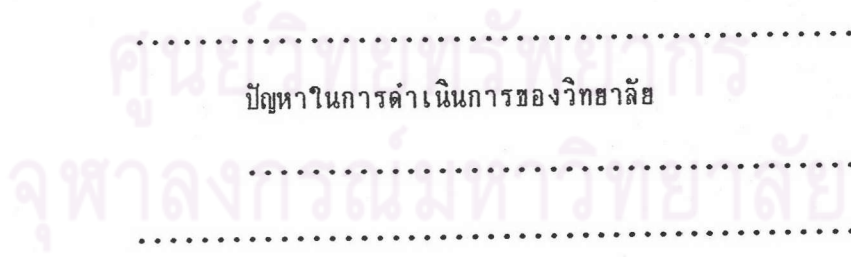 ศูนย์วิทยทรัพยากร
................................................
ปัญหาในการดำเนินการของวิทยาลัย
จุฬาลงกรณ์มหาวิทยาลัย
........................................
................................................